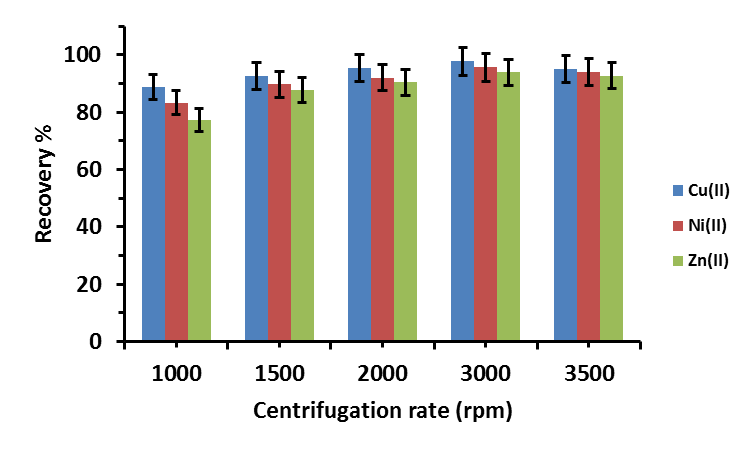 100
80
60
40
20
0
Recovery %
1000 1500 2000 3000 3500
Centrifugation rate (rpm)
Cu(II)
Ni(II)
Zn(II)